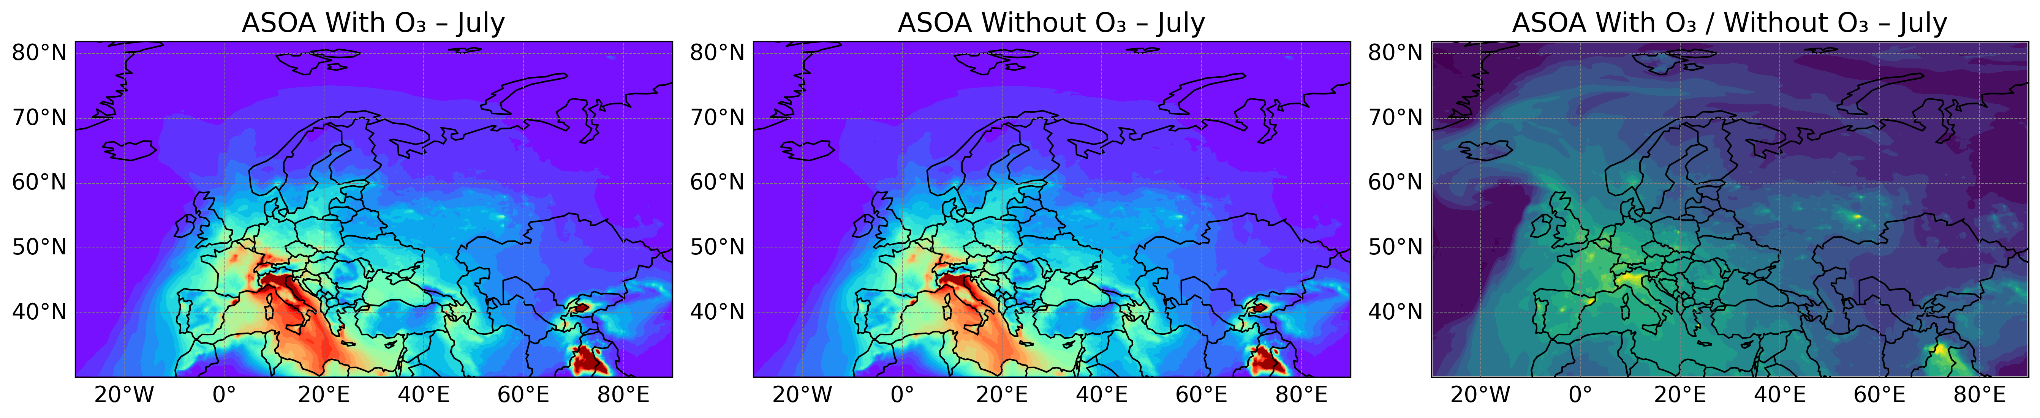 ASOA With O₃ – July
ASOA Without O₃ – July
ASOA With O₃ / Without O₃ – July
80°N
70°N
60°N
50°N
40°N
20°W 0° 20°E 40°E 60°E 80°E
80°N
70°N
60°N
50°N
40°N
20°W 0° 20°E 40°E 60°E 80°E
80°N
70°N
60°N
50°N
40°N
20°W 0° 20°E 40°E 60°E 80°E